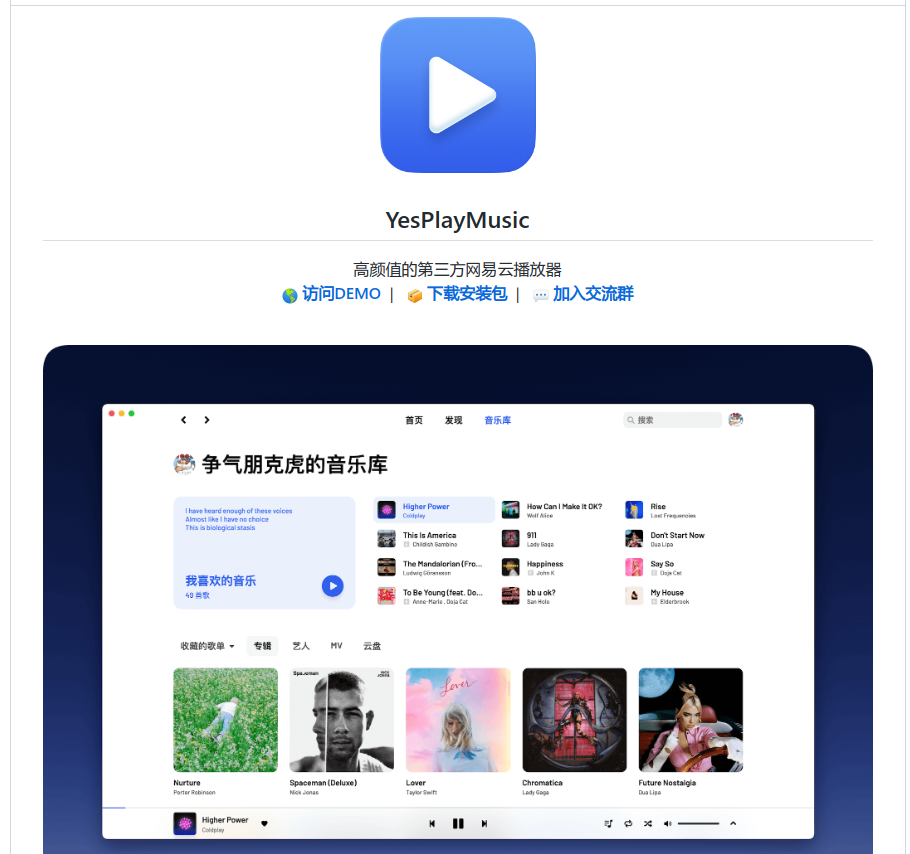 YesPlayMusic
高颜值的第三方网易云播放器
访问DEMO | 下载安装包 | 加入交流群
首页 发现 音乐库 搜索
争气朋克虎的音乐库
I have heard enough of these voices
Almost like I have no choice
This is biological stasis
我喜欢的音乐
40 首歌
Higher Power
Coldplay
How Can I Make It OK?
Wolf Alice
Rise
Lost Frequencies
This Is America
E Childish Gambino
911
Lady Gaga
Don't Start Now
Dua Lipa
The Mandalorian (Fro...
Ludwig Göransson
Happiness
E John K
Say So
E Doja Cat
To Be Young (feat. Do...
E Anne-Marie, Doja Cat
bb u ok?
San Holo
My House
E Elderbrook
收藏的歌单 专辑 艺人 MV 云盘
Spaceman
NICK JONAS
Lover
Nurture
Porter Robinson
Spaceman (Deluxe)
Nick Jonas
Lover
Taylor Swift
Chromatica
Lady Gaga
Future Nostalgia
Dua Lipa
Higher Power
Coldplay